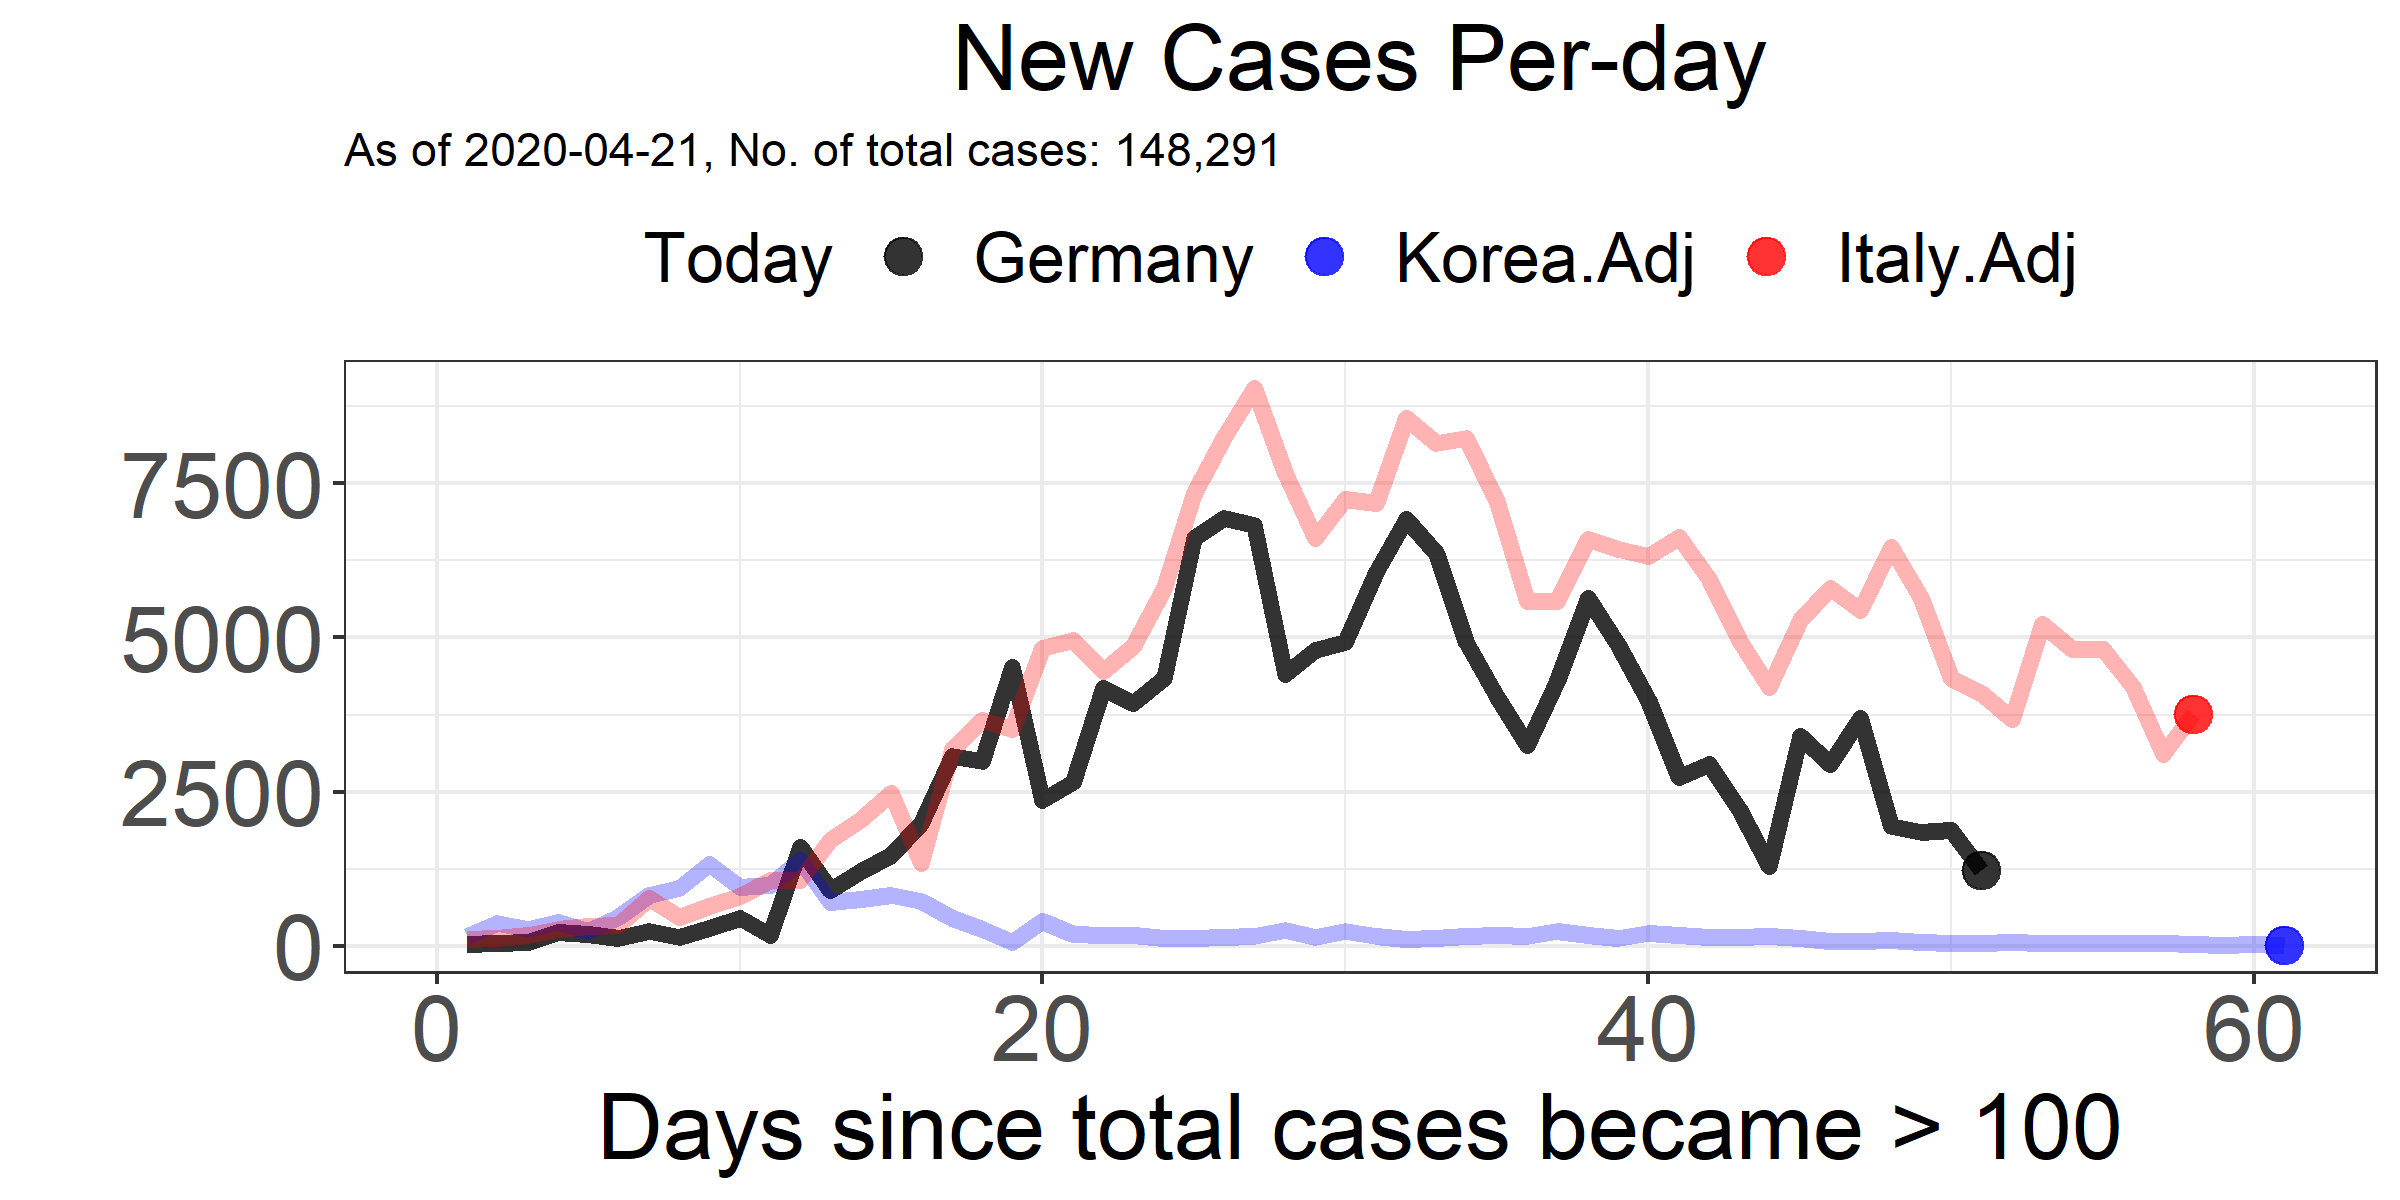 New Cases Per-day
As of 2020-04-21, No. of total cases: 148,291
Today Germany Korea.Adj Italy.Adj
7500
5000
2500
0
0 20 40 60
Days since total cases became > 100